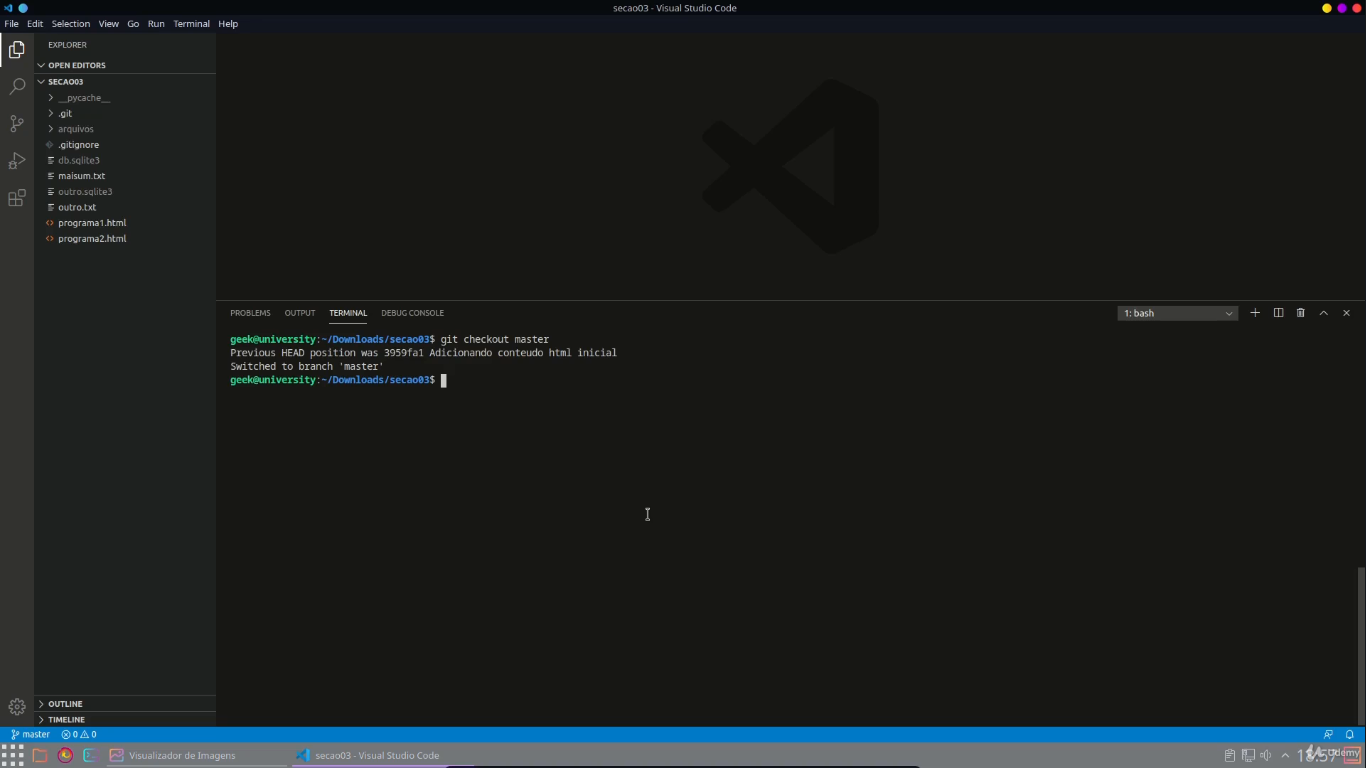 secao03 - Visual Studio Code
File Edit Selection View Go Run Terminal Help
EXPLORER
OPEN EDITORS
SECAO03
__pycache__
.git
arquivos
.gitignore
db.sqlite3
maisum.txt
outro.sqlite3
outro.txt
programa1.html
programa2.html
OUTLINE
TIMELINE
PROBLEMS OUTPUT TERMINAL DEBUG CONSOLE 1: bash
geek@university:~/Downloads/secao03$ git checkout master
Previous HEAD position was 3959fa1 Adicionando conteudo html inicial
Switched to branch 'master'
geek@university:~/Downloads/secao03$
master 0 0
Visualizador de Imagens secao03 - Visual Studio Code 18:57
Udemy